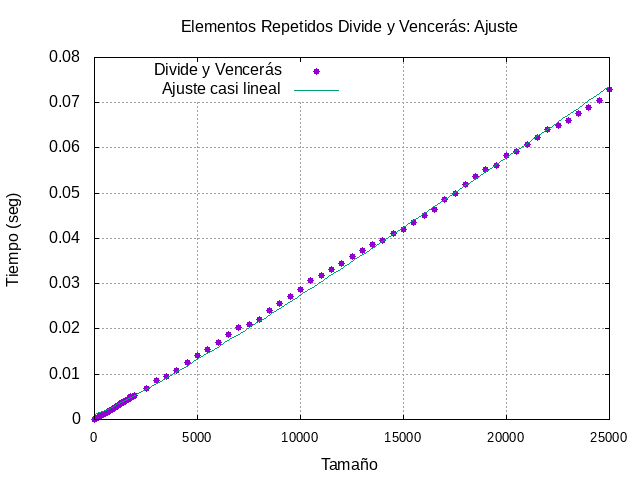 Elementos Repetidos Divide y Vencerás: Ajuste
Divide y Vencerás
Ajuste casi lineal
Tiempo (seg)
0.08
0.07
0.06
0.05
0.04
0.03
0.02
0.01
0
0 5000 10000 15000 20000 25000
Tamaño